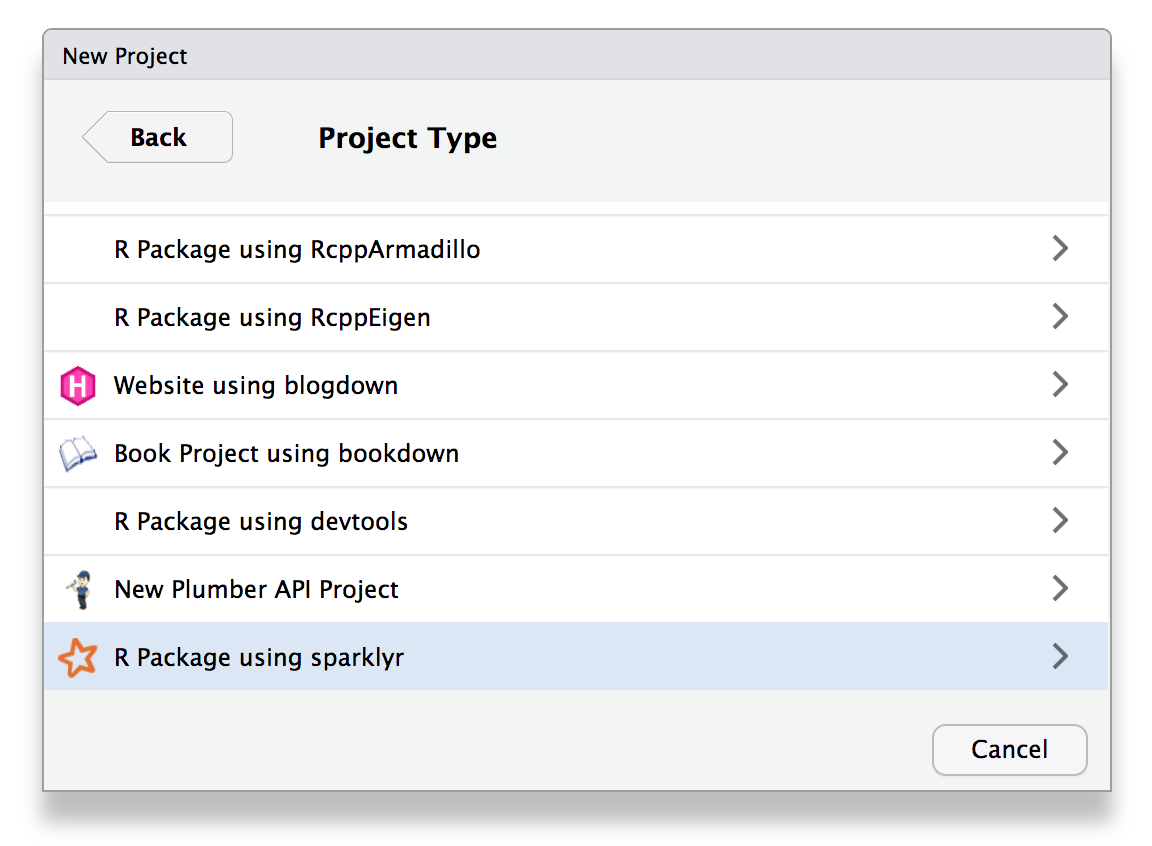 New Project
Back
Project Type
R Package using RcppArmadillo
R Package using RcppEigen
H
Website using blogdown
Book Project using bookdown
R Package using devtools
New Plumber API Project
R Package using sparklyr
Cancel